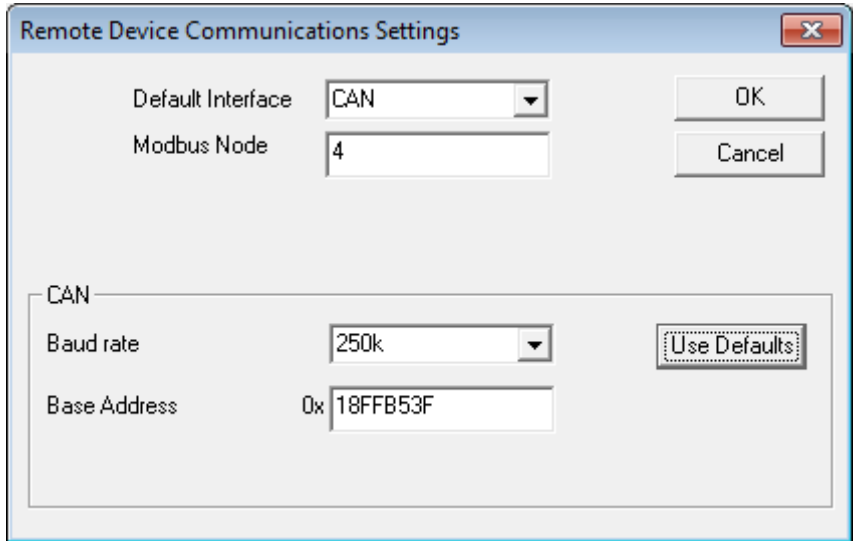 Remote Device Communications Settings
Default Interface CAN OK
Modbus Node 4 Cancel
CAN
Baud rate 250k Use Defaults
Base Address 0x 18FFB53F